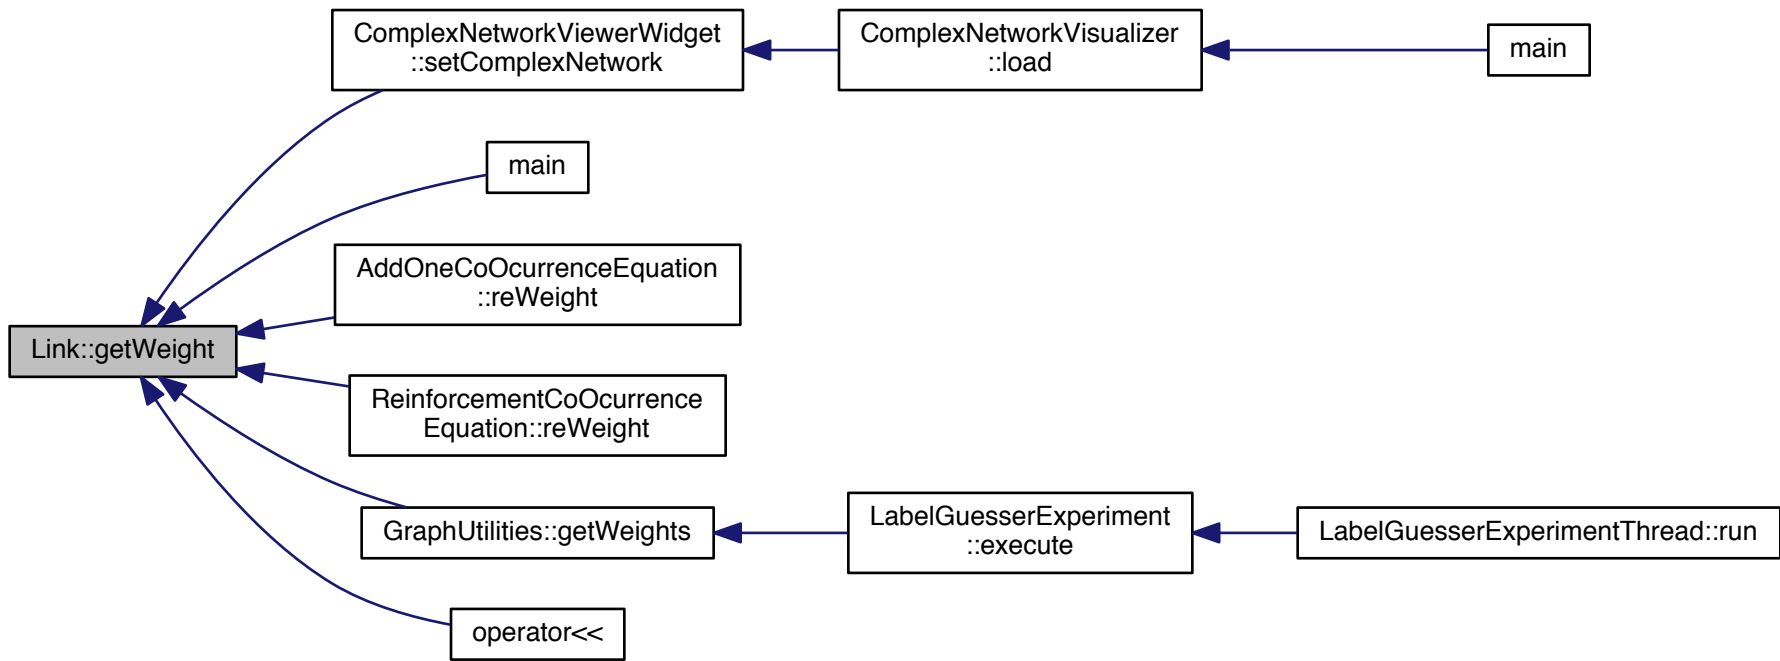 ComplexNetworkViewerWidget
::setComplexNetwork
ComplexNetworkVisualizer
::load
main
main
AddOneCoOcurrenceEquation
::reWeight
Link::getWeight
ReinforcementCoOcurrence
Equation::reWeight
GraphUtilities::getWeights
LabelGuesserExperiment
::execute
LabelGuesserExperimentThread::run
operator<<